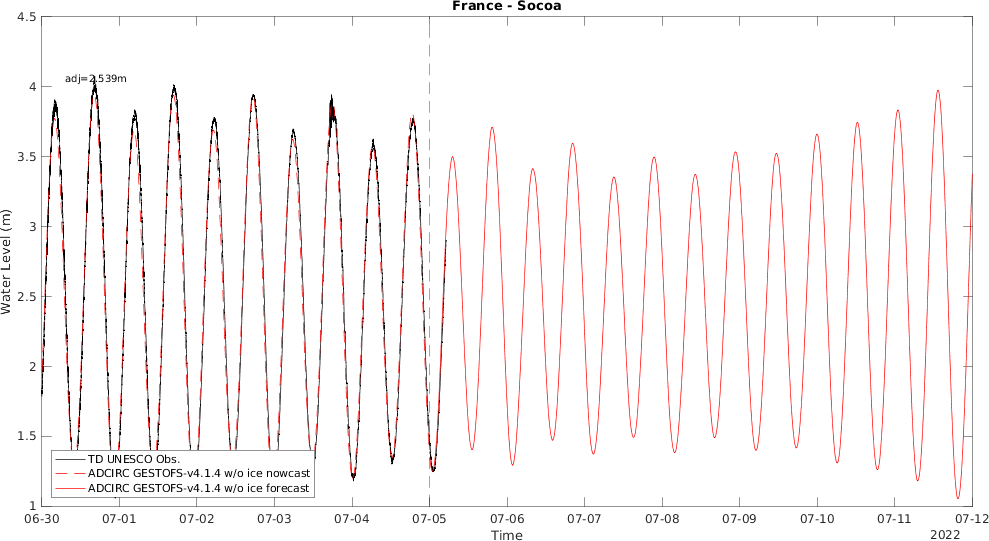 France - Socoa
4.5
4
3.5
3
2.5
2
1.5
1
Water Level (m)
adj=2.539m
TD UNESCO Obs.
ADCIRC GESTOFS-v4.1.4 w/o ice nowcast
ADCIRC GESTOFS-v4.1.4 w/o ice forecast
06-30 07-01 07-02 07-03 07-04 07-05 07-06 07-07 07-08 07-09 07-10 07-11 07-12
Time
2022